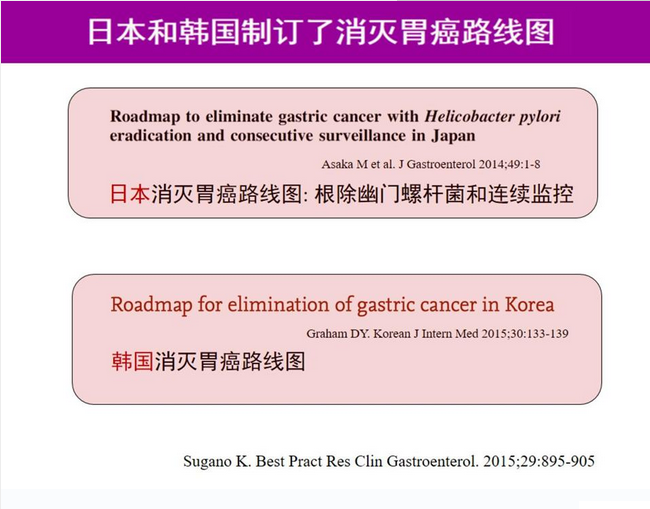 日本和韩国制订了消灭胃癌路线图
Roadmap to eliminate gastric cancer with Helicobacter pylori
eradication and consecutive surveillance in Japan
Asaka M et al. J Gastroenterol 2014;49:1-8
日本消灭胃癌路线图: 根除幽门螺杆菌和连续监控
Roadmap for elimination of gastric cancer in Korea
Graham DY. Korean J Intern Med 2015;30:133-139
韩国消灭胃癌路线图
Sugano K. Best Pract Res Clin Gastroenterol. 2015;29:895-905